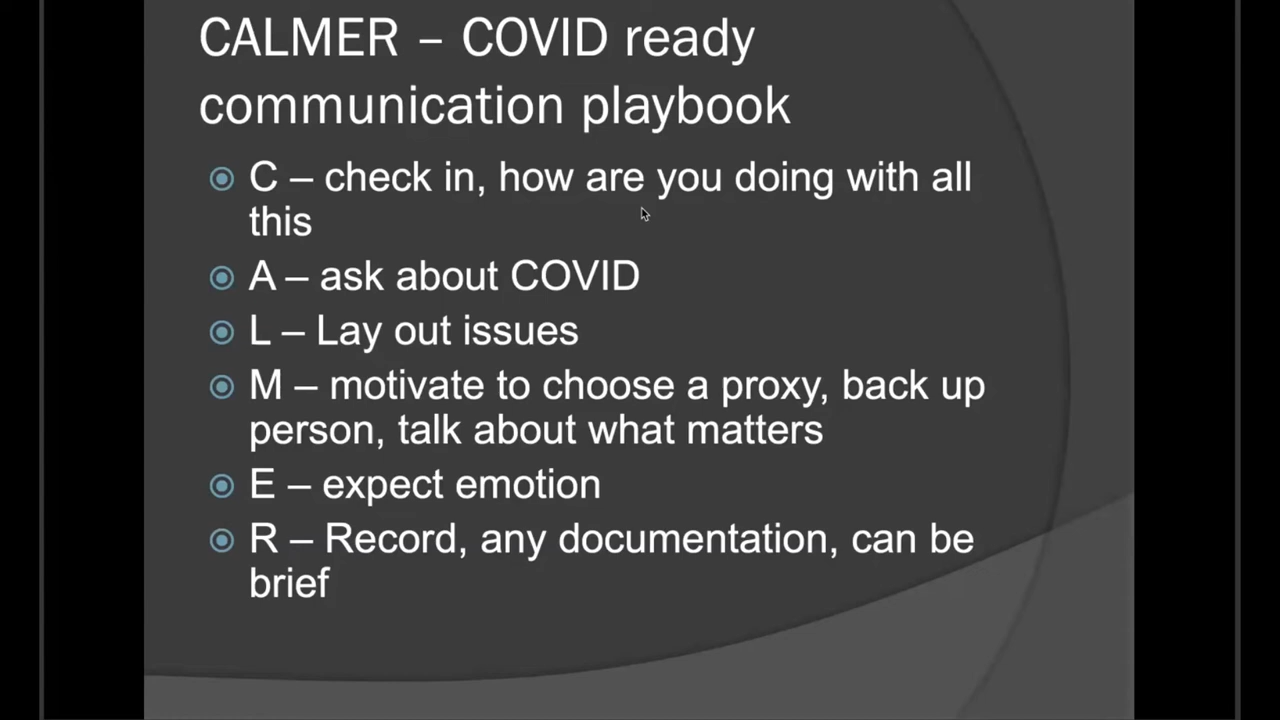 CALMER – COVID ready
communication playbook
C – check in, how are you doing with all
this
A – ask about COVID
L – Lay out issues
M – motivate to choose a proxy, back up
person, talk about what matters
E – expect emotion
R – Record, any documentation, can be
brief